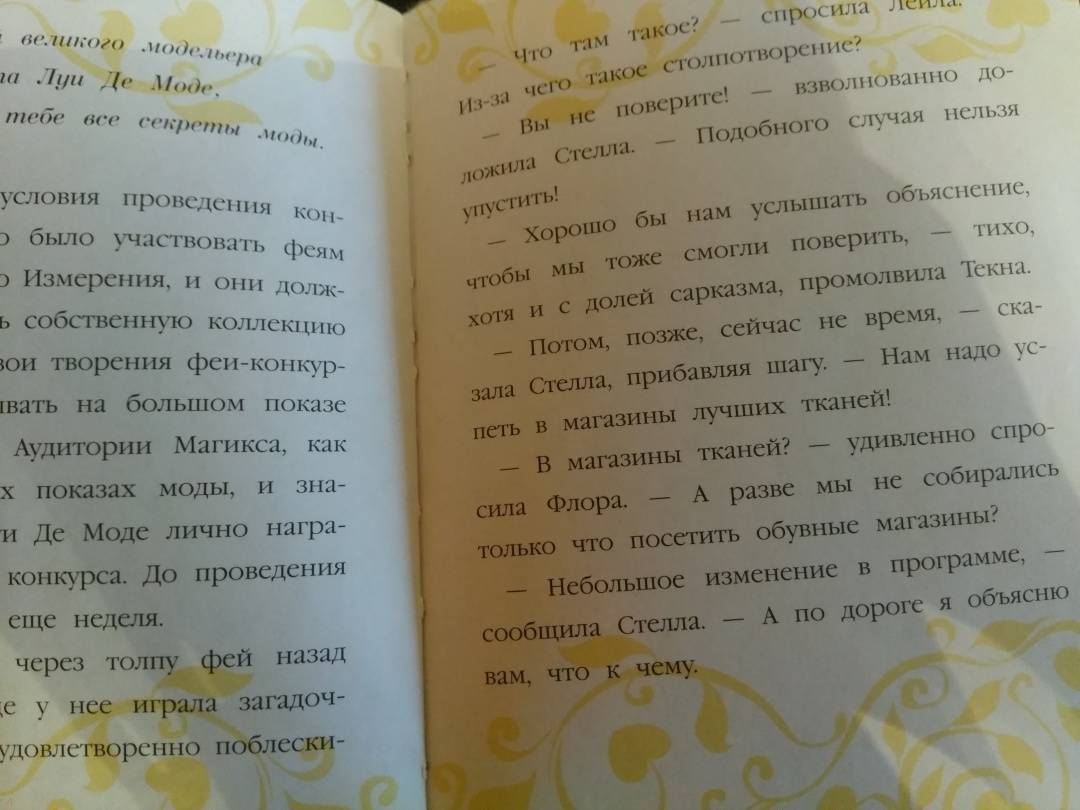 великого модельера
Луи Де Моде,
тебе все секреты моды.
условия проведения кон-
было участвовать феям
Измерения, и они долж-
собственную коллекцию
творения феи-конкур-
на большом показе
Аудитории Магикса, как
показах моды, и зна-
Де Моде лично награ-
конкурса. До проведения
еще неделя.
через толпу фей назад
у нее играла загадоч-
удовлетворенно поблески-
— Что там такое? — спросила Лейла.
Из-за чего такое столпотворение?
— Вы не поверите! — взволнованно до-
ложила Стелла. — Подобного случая нельзя
упустить!
— Хорошо бы нам услышать объяснение,
чтобы мы тоже смогли поверить, — тихо,
хотя и с долей сарказма, промолвила Текна.
— Потом, позже, сейчас не время, — ска-
зала Стелла, прибавляя шагу. — Нам надо ус-
петь в магазины лучших тканей!
— В магазины тканей? — удивленно спро-
сила Флора. — А разве мы не собирались
только что посетить обувные магазины?
— Небольшое изменение в программе, —
сообщила Стелла. — А по дороге я объясню
вам, что к чему.